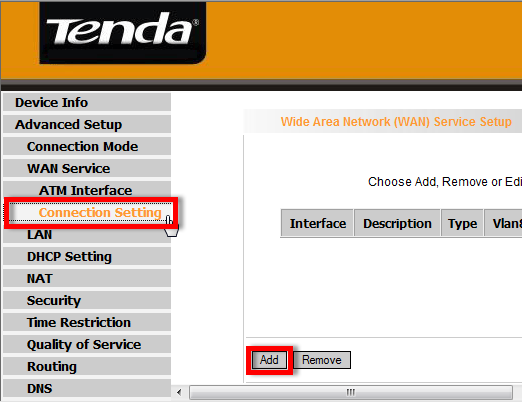 Tenda®
Device Info
Advanced Setup
Connection Mode
WAN Service
ATM Interface
Connection Setting
LAN
DHCP Setting
NAT
Security
Time Restriction
Quality of Service
Routing
DNS
Wide Area Network (WAN) Service Setup
Choose Add, Remove or Edi
Interface Description Type Vlan8
Add Remove